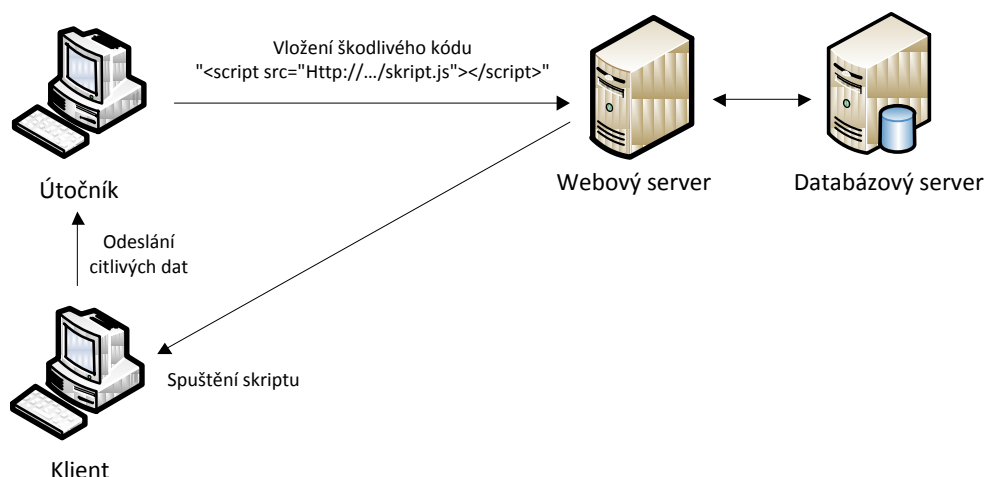 Vložení škodlivého kódu
"<script src="Http://.../skript.js"></script>"
Útočník
Webový server
Databázový server
Odeslání
citlivých dat
Spuštění skriptu
Klient